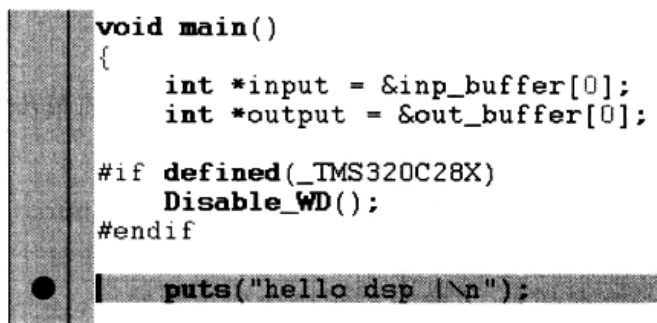 void main()
{
int *input = &inp_buffer[0];
int *output = &out_buffer[0];
#if defined(_TMS320C28X)
Disable_WD();
#endif
puts("hello dsp !\n");